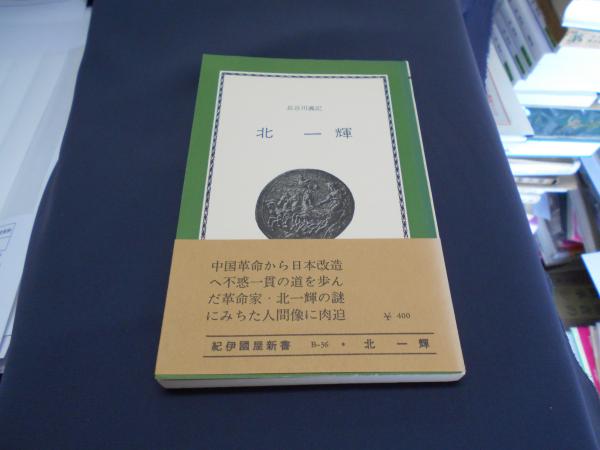 長谷川義記
北 一 輝
中国革命から日本改造
へ不惑一貫の道を歩ん
だ革命家・北一輝の謎
にみちた人間像に肉迫
¥ 400
紀伊國屋新書 B-56 ・ 北 一 輝